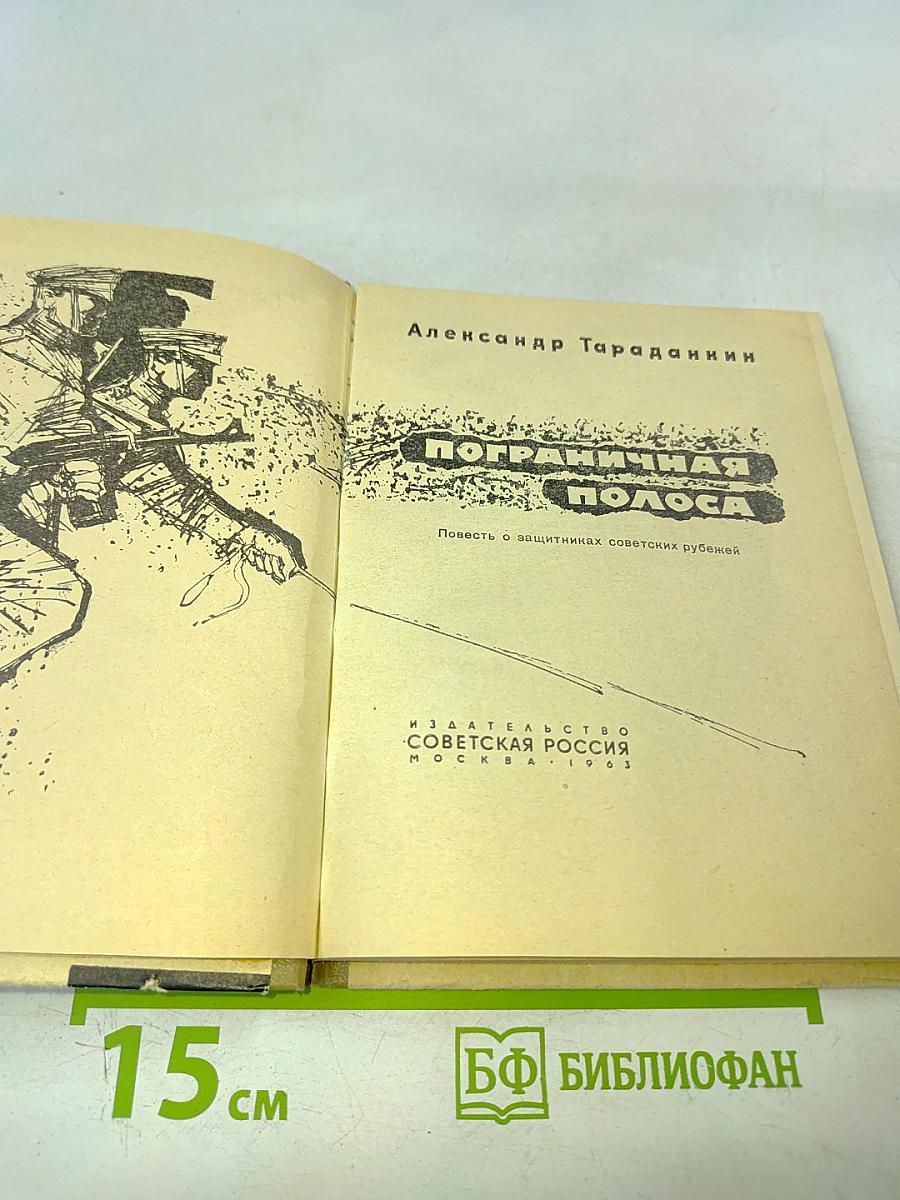 Александр Тараданкин
ПОГРАНИЧНАЯ
ПОЛОСА
Повесть о защитниках советских рубежей
ИЗДАТЕЛЬСТВО
СОВЕТСКАЯ РОССИЯ
МОСКВА · 1963
15 см
БФ БИБЛИОФАН